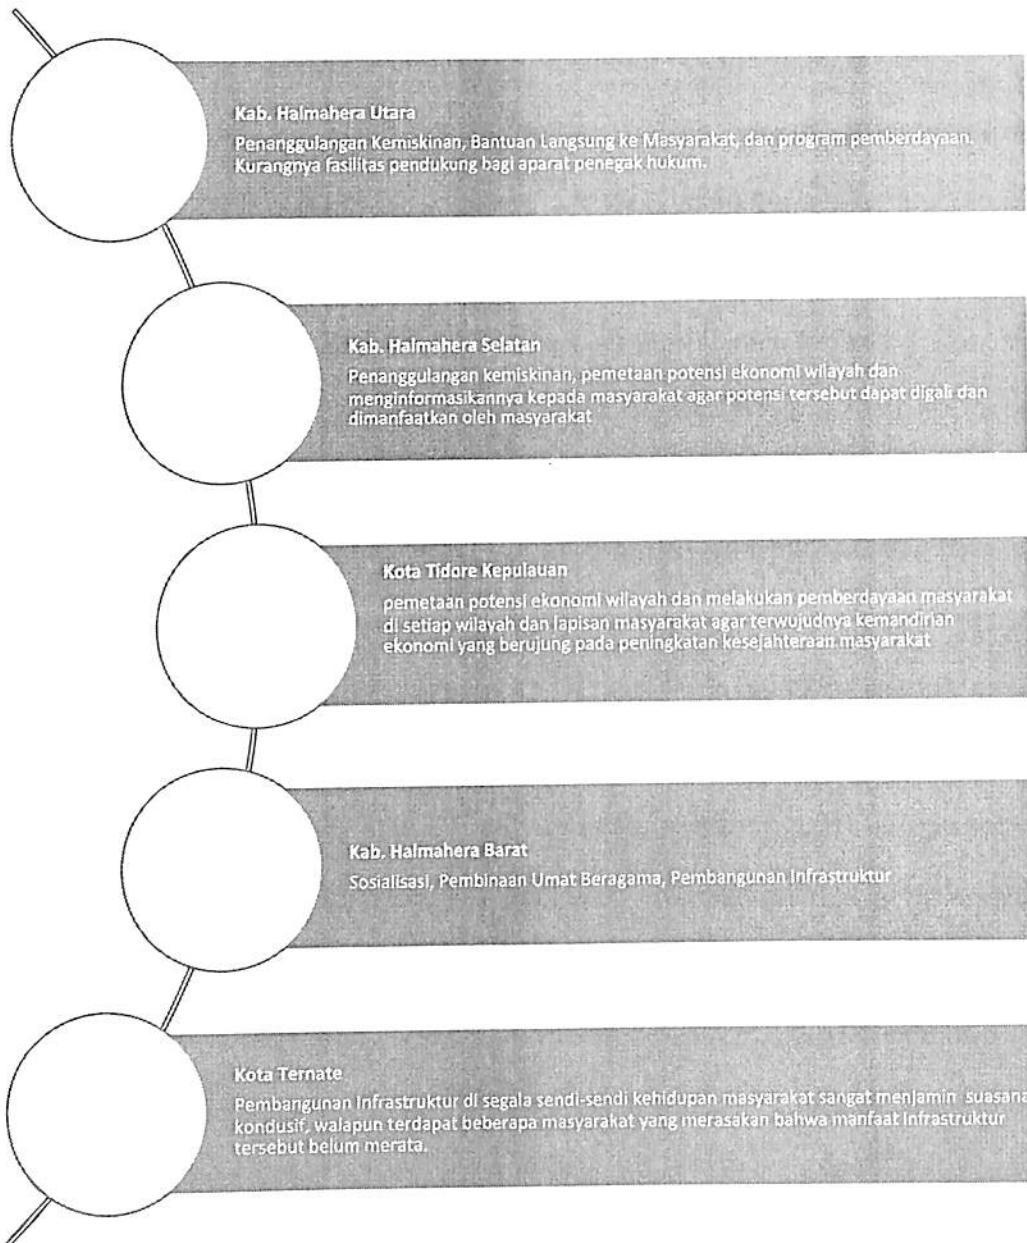 Kab. Halmahera Utara
Penanggulangan Kemiskinan, Bantuan Langsung ke Masyarakat, dan program pemberdayaan.
Kurangnya fasilitas pendukung bagi aparat penegak hukum.
Kab. Halmahera Selatan
Penanggulangan kemiskinan, pemetaan potensi ekonomi wilayah dan
menginformasikannya kepada masyarakat agar potensi tersebut dapat digali dan
dimanfaatkan oleh masyarakat
Kota Tidore Kepulauan
pemetaan potensi ekonomi wilayah dan melakukan pemberdayaan masyarakat
di setiap wilayah dan lapisan masyarakat agar terwujudnya kemandirian
ekonomi yang berujung pada peningkatan kesejahteraan masyarakat
Kab. Halmahera Barat
Sosialisasi, Pembinaan Umat Beragama, Pembangunan Infrastruktur
Kota Ternate
Pembangunan Infrastruktur di segala sendi-sendi kehidupan masyarakat sangat menjamin suasana
kondusif, walapun terdapat beberapa masyarakat yang merasakan bahwa manfaat Infrastruktur
tersebut belum merata.